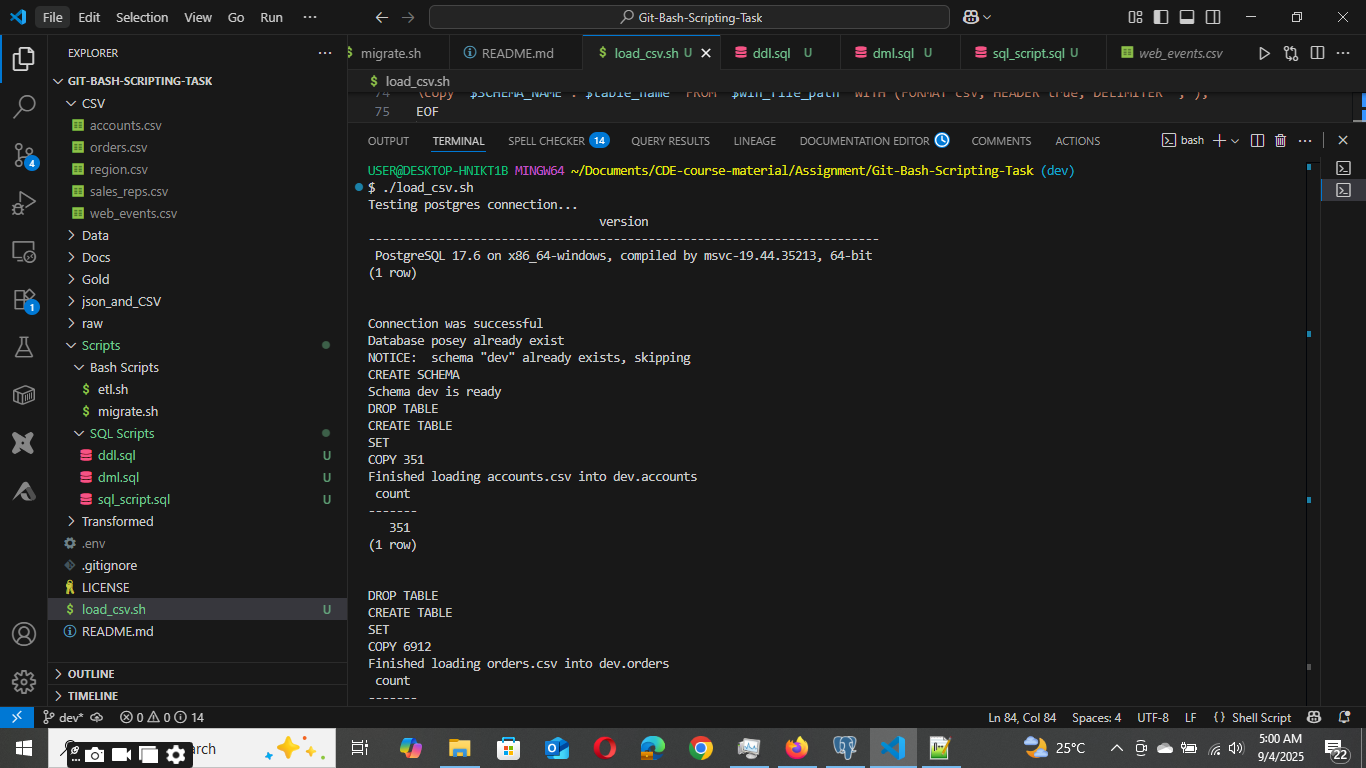 File Edit Selection View Go Run ··· Git-Bash-Scripting-Task
EXPLORER
GIT-BASH-SCRIPTING-TASK
CSV
accounts.csv
orders.csv
region.csv
sales_reps.csv
web_events.csv
Data
Docs
Gold
json_and_CSV
raw
Scripts
Bash Scripts
$ etl.sh
$ migrate.sh
SQL Scripts
ddl.sql U
dml.sql U
sql_script.sql U
Transformed
.env
.gitignore
LICENSE
$ load_csv.sh U
README.md
OUTLINE
TIMELINE
4
1
$ migrate.sh README.md $ load_csv.sh U ddl.sql U dml.sql U sql_script.sql U web_events.csv
$ load_csv.sh
74 \copy "$SCHEMA_NAME"."$table_name" FROM '$win_file_path' WITH (FORMAT csv, HEADER true, DELIMITER ',');
75 EOF
OUTPUT TERMINAL SPELL CHECKER 14 QUERY RESULTS LINEAGE DOCUMENTATION EDITOR COMMENTS ACTIONS bash
USER@DESKTOP-HNIKT1B MINGW64 ~/Documents/CDE-course-material/Assignment/Git-Bash-Scripting-Task (dev)
$ ./load_csv.sh
Testing postgres connection...
version
-------------------------------------------------------------------------
PostgreSQL 17.6 on x86_64-windows, compiled by msvc-19.44.35213, 64-bit
(1 row)
Connection was successful
Database posey already exist
NOTICE:  schema "dev" already exists, skipping
CREATE SCHEMA
Schema dev is ready
DROP TABLE
CREATE TABLE
SET
COPY 351
Finished loading accounts.csv into dev.accounts
count
-------
351
(1 row)
DROP TABLE
CREATE TABLE
SET
COPY 6912
Finished loading orders.csv into dev.orders
count
-------
dev* 0 0 14 Ln 84, Col 84 Spaces: 4 UTF-8 LF {} Shell Script
arch 25°C 5:00 AM
9/4/2025
22